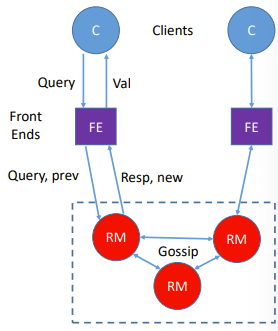 C
Clients
C
Query
Val
Front
Ends
FE
FE
Query, prev
Resp, new
RM
RM
Gossip
RM